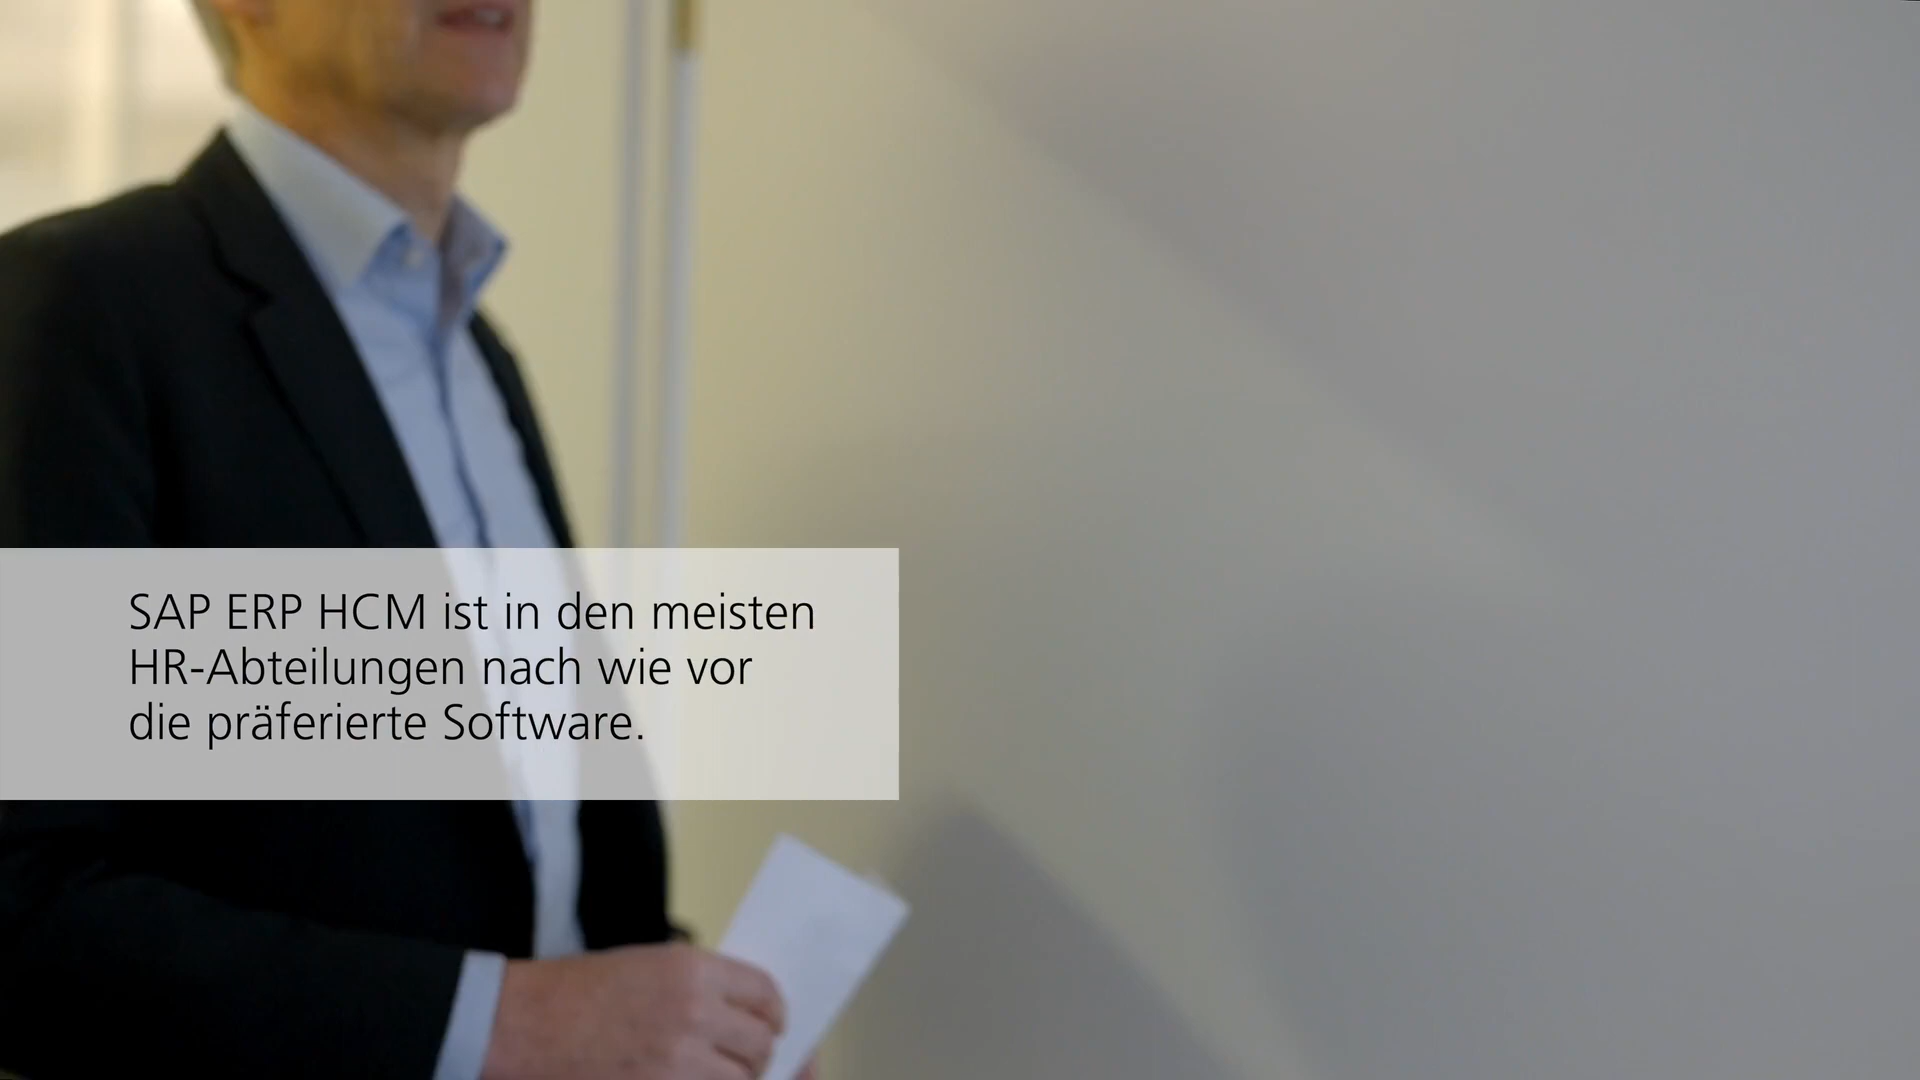 SAP ERP HCM ist in den meisten
HR-Abteilungen nach wie vor
die präferierte Software.